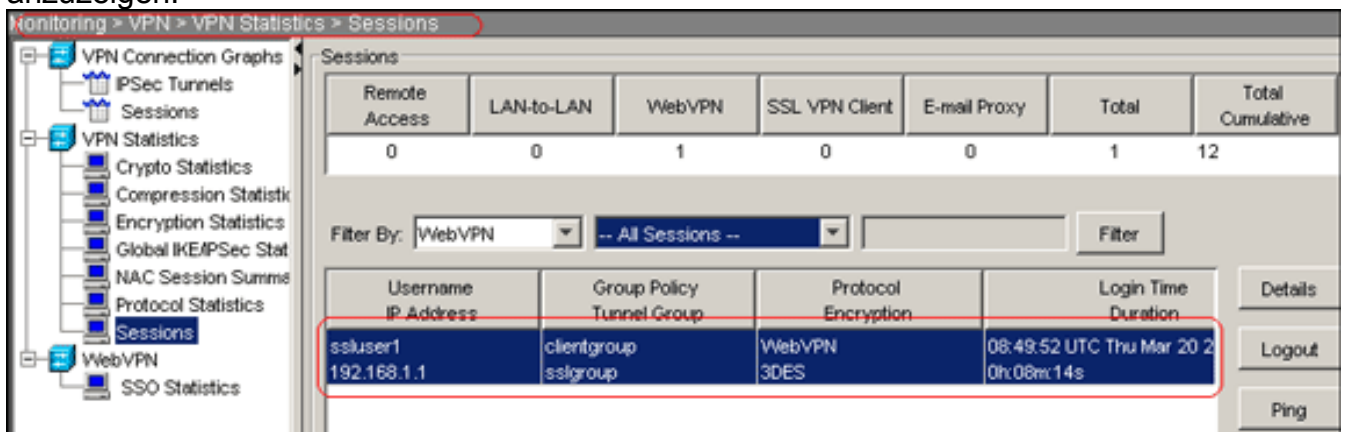 anzuzeigen.
Monitoring > VPN > VPN Statistics > Sessions
VPN Connection Graphs
IPSec Tunnels
Sessions
VPN Statistics
Crypto Statistics
Compression Statistic
Encryption Statistics
Global IKE/IPSec Stat
NAC Session Summa
Protocol Statistics
Sessions
WebVPN
SSO Statistics
Sessions
Remote Access LAN-to-LAN WebVPN SSL VPN Client E-mail Proxy Total Total Cumulative
0 0 1 0 0 1 12
Filter By: WebVPN -- All Sessions -- Filter
Username Group Policy Protocol Login Time
IP Address Tunnel Group Encryption Duration
ssluser1 clientgroup WebVPN 08:49:52 UTC Thu Mar 20 2
192.168.1.1 sslgroup 3DES 0h:08m:14s
Details
Logout
Ping